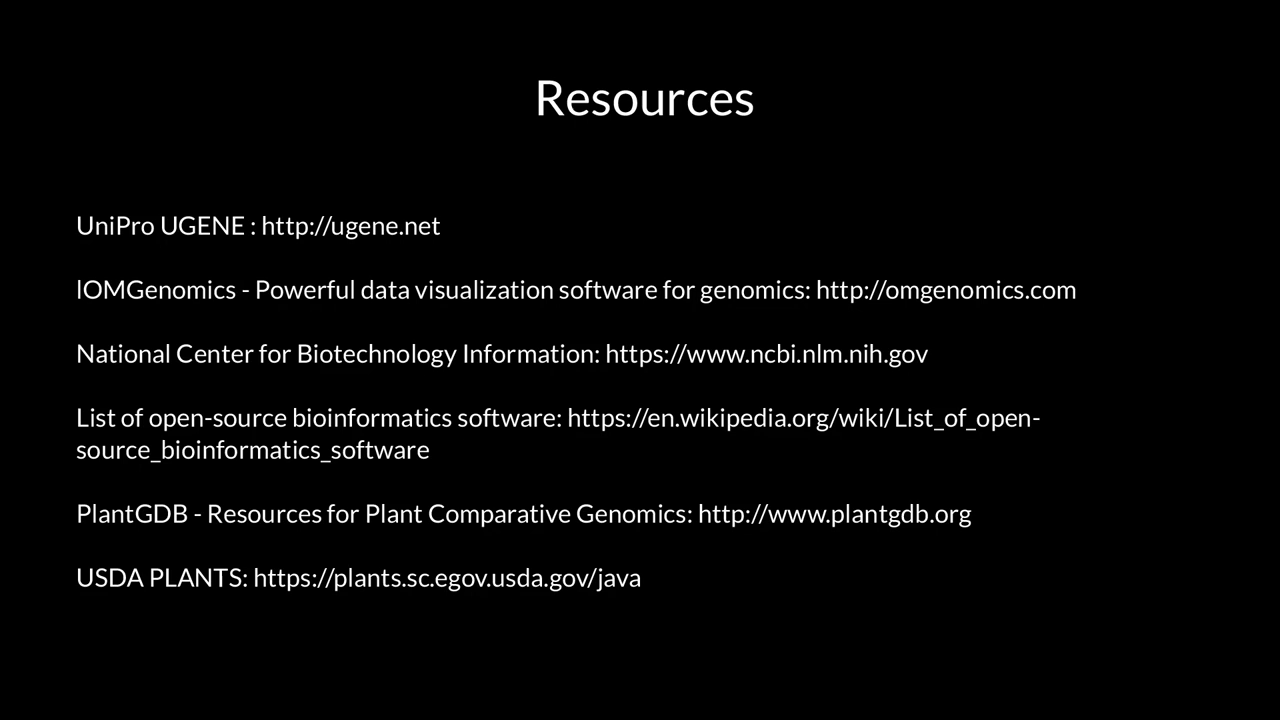 Resources
UniPro UGENE : http://ugene.net
lOMGenomics - Powerful data visualization software for genomics: http://omgenomics.com
National Center for Biotechnology Information: https://www.ncbi.nlm.nih.gov
List of open-source bioinformatics software: https://en.wikipedia.org/wiki/List_of_open-
source_bioinformatics_software
PlantGDB - Resources for Plant Comparative Genomics: http://www.plantgdb.org
USDA PLANTS: https://plants.sc.egov.usda.gov/java